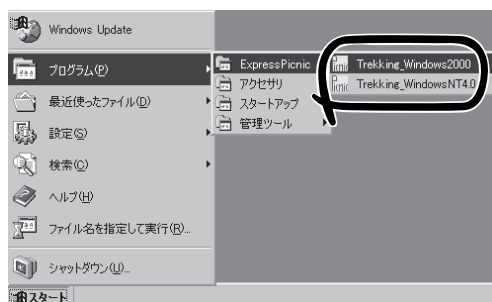 Windows Update
プログラム(P)
最近使ったファイル(D)
設定(S)
検索(C)
ヘルプ(H)
ファイル名を指定して実行(R)...
シャットダウン(U)...
スタート
ExpressPicnic
アクセサリ
スタートアップ
管理ツール
Trekking_Windows2000
Trekking_WindowsNT4.0